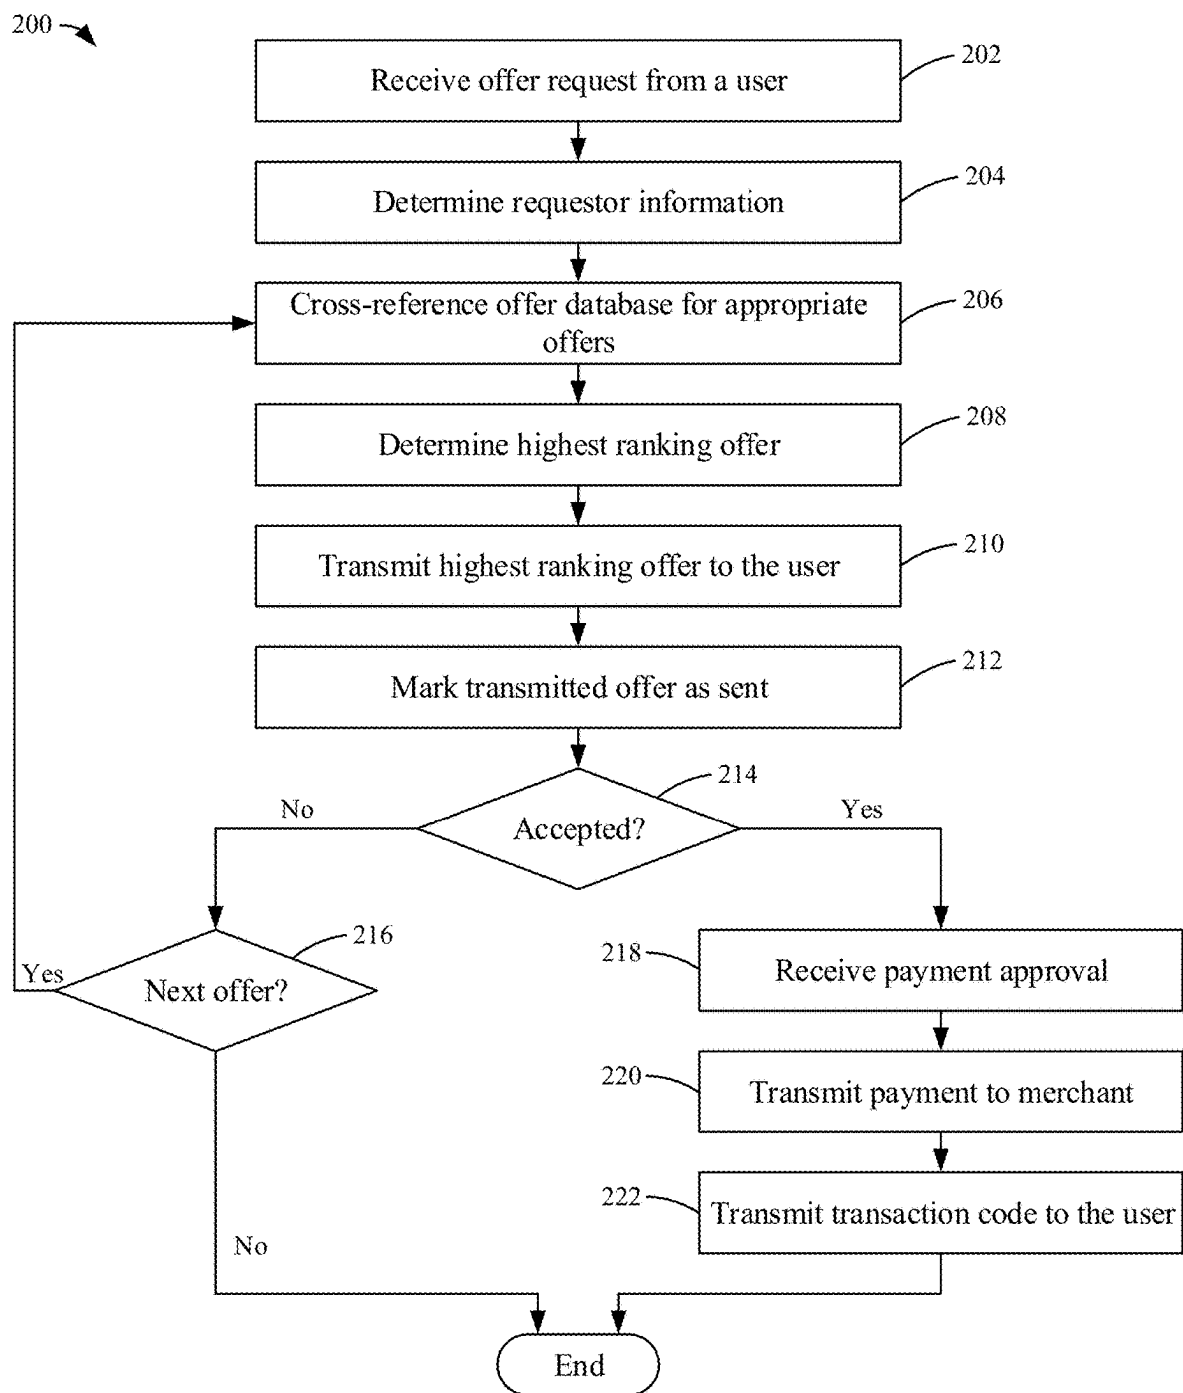 200
Receive offer request from a user
202
Determine requestor information
204
Cross-reference offer database for appropriate
offers
206
Determine highest ranking offer
208
Transmit highest ranking offer to the user
210
Mark transmitted offer as sent
212
Accepted?
214
No
Yes
Next offer?
216
Yes
No
218
Receive payment approval
220
Transmit payment to merchant
222
Transmit transaction code to the user
End